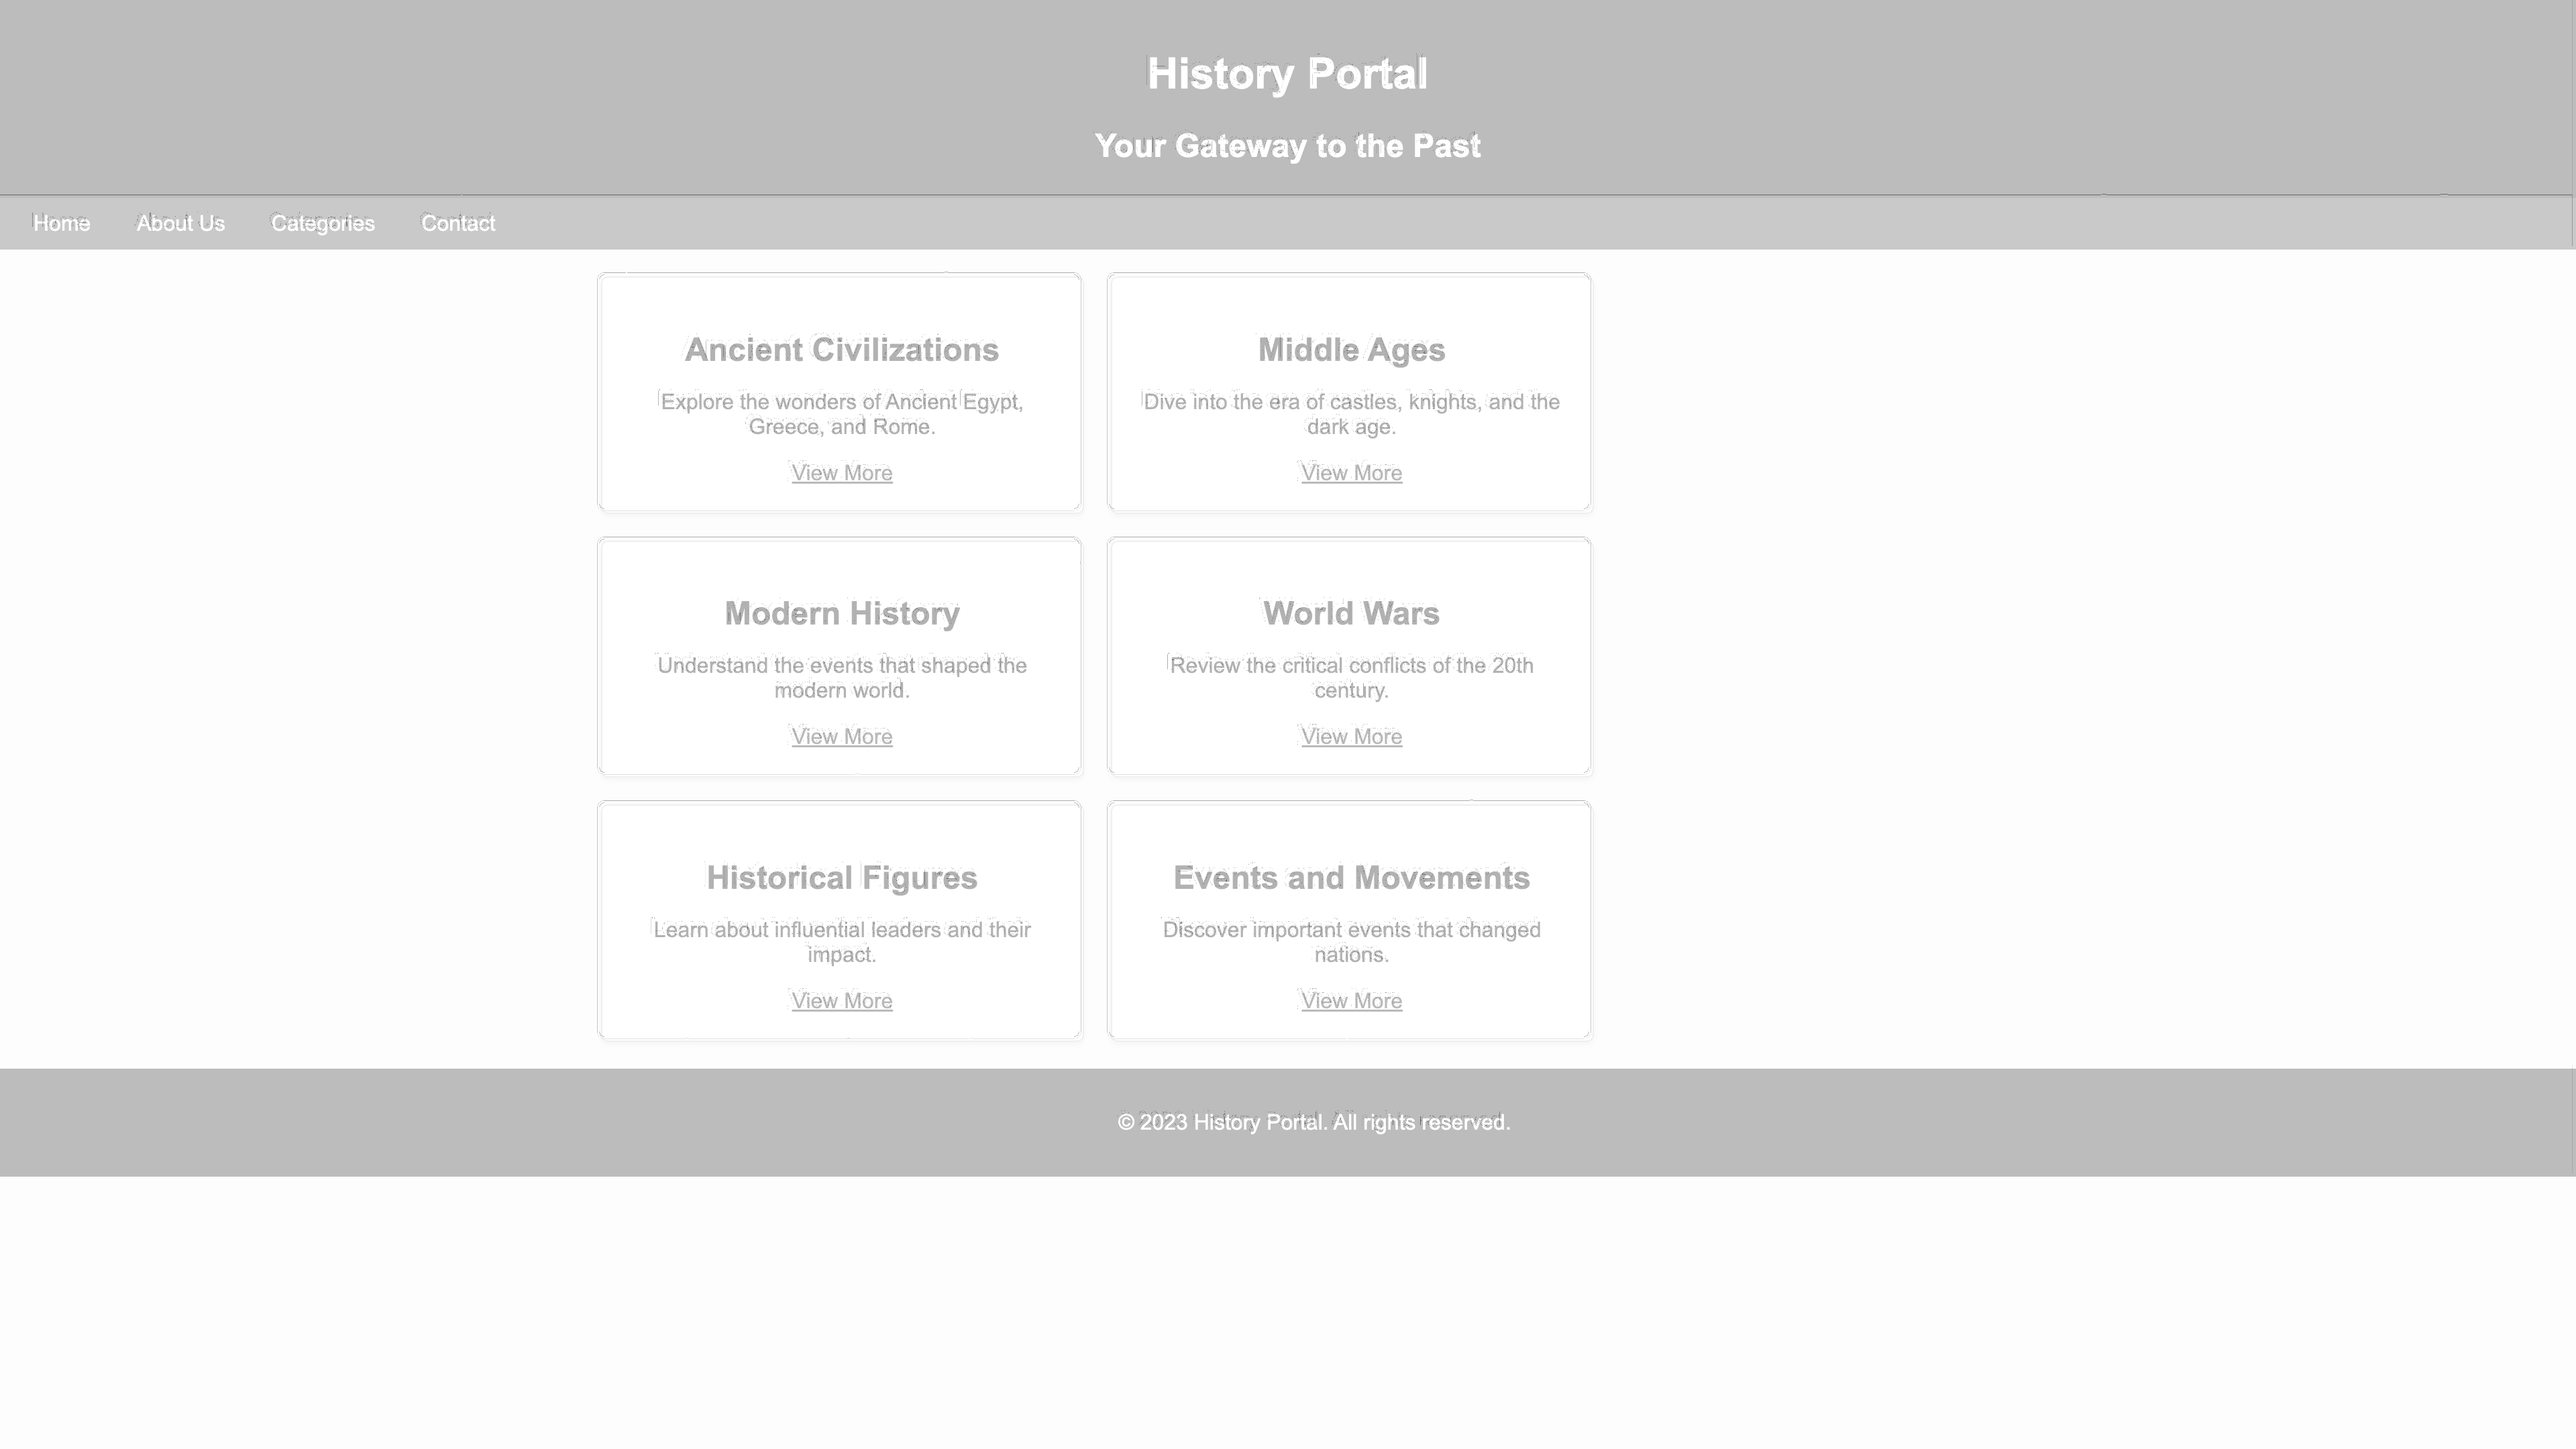 History Portal
Your Gateway to the Past
Home About Us Categories Contact
Ancient Civilizations
Explore the wonders of Ancient Egypt,
Greece, and Rome.
View More
Middle Ages
Dive into the era of castles, knights, and the
dark age.
View More
Modern History
Understand the events that shaped the
modern world.
View More
World Wars
Review the critical conflicts of the 20th
century.
View More
Historical Figures
Learn about influential leaders and their
impact.
View More
Events and Movements
Discover important events that changed
nations.
View More
© 2023 History Portal. All rights reserved.